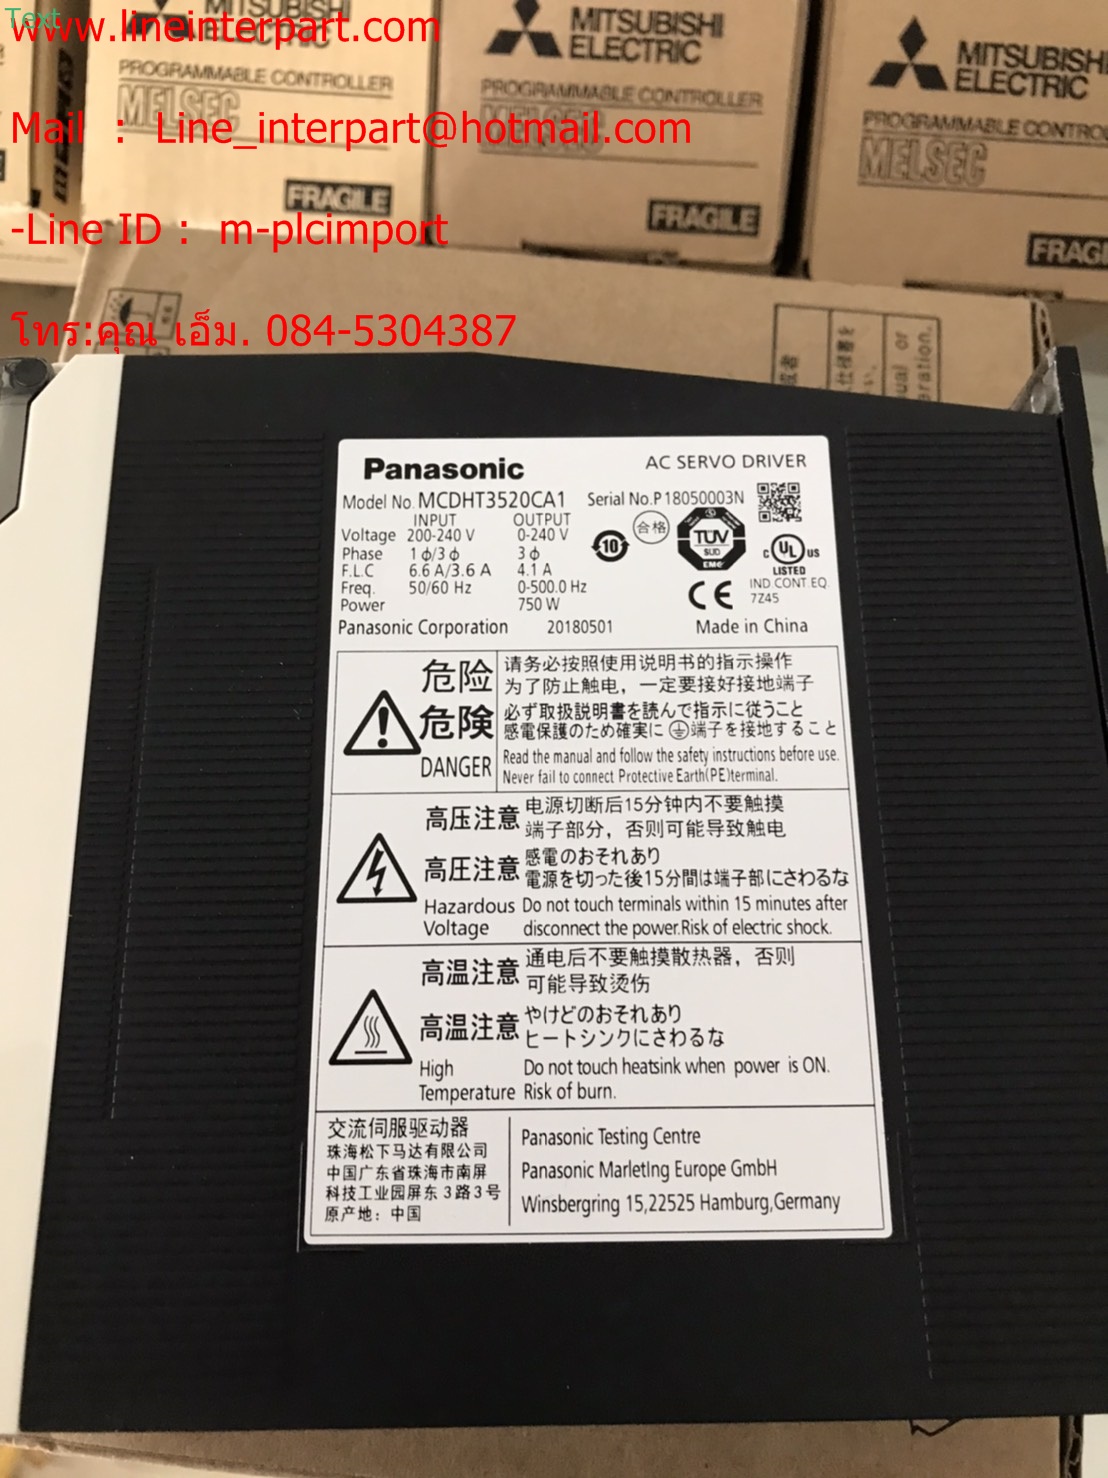 Text
www.lineinterpart.com
Mail : Line_interpart@hotmail.com
-Line ID : m-plcimport
โทร:คุณ เอ็ม. 084-5304387
MITSUBISHI
ELECTRIC
PROGRAMMABLE CONTROLLER
MELSEC
FRAGILE
MITSUBISHI
ELECTRIC
PROGRAMMABLE CONTROLLER
MELSEC
FRAGILE
MITSUBISHI
ELECTRIC
PROGRAMMABLE CONTRO
MELSEC
FRAGI
Panasonic
AC SERVO DRIVER
Model No. MCDHT3520CA1 Serial No.P18050003N
INPUT OUTPUT
Voltage 200-240 V 0-240 V
Phase 1ϕ/3ϕ 3ϕ
F.L.C 6.6 A/3.6 A 4.1 A
Freq. 50/60 Hz 0-500.0 Hz
Power 750 W
10
合格
TUV
SUD
EMC
C UL US
LISTED
IND.CONT.EQ.
7Z45
CE
Panasonic Corporation 20180501 Made in China
危险
请务必按照使用说明书的指示操作
为了防止触电，一定要接好接地端子
危険
必ず取扱説明書を読んで指示に従うこと
感電保護のため確実に⏚端子を接地すること
DANGER
Read the manual and follow the safety instructions before use.
Never fail to connect Protective Earth(PE)terminal.
高压注意
电源切断后15分钟内不要触摸
端子部分，否则可能导致触电
高圧注意
感電のおそれあり
電源を切った後15分間は端子部にさわるな
Hazardous
Voltage
Do not touch terminals within 15 minutes after
disconnect the power.Risk of electric shock.
高温注意
通电后不要触摸散热器，否则
可能导致烫伤
高温注意
やけどのおそれあり
ヒートシンクにさわるな
High
Temperature
Do not touch heatsink when power is ON.
Risk of burn.
交流伺服驱动器
珠海松下马达有限公司
中国广东省珠海市南屏
科技工业园屏东3路3号
原产地：中国
Panasonic Testing Centre
Panasonic MarletIng Europe GmbH
Winsbergring 15,22525 Hamburg,Germany